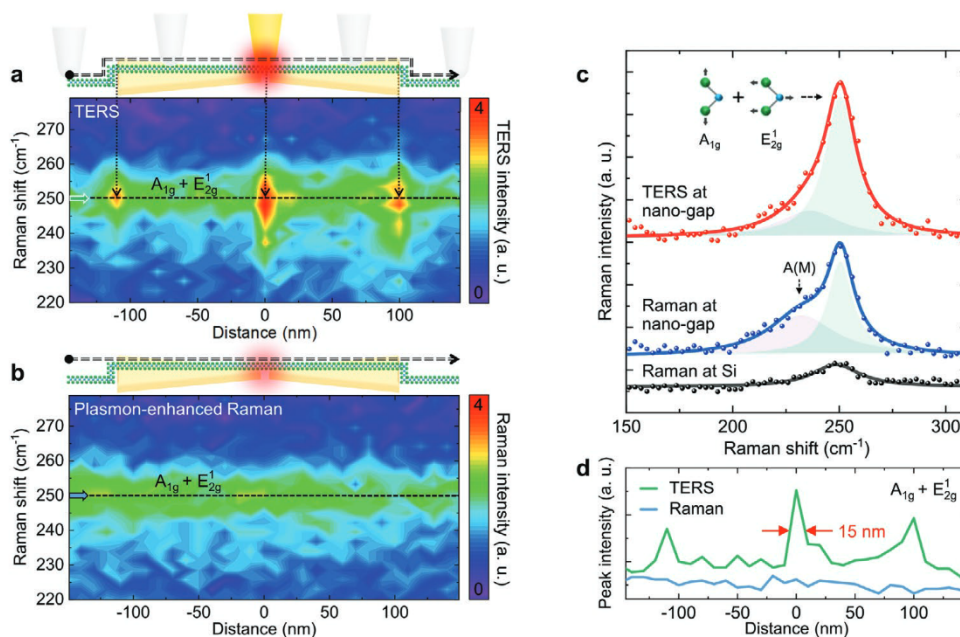 a
TERS
270
260
250
240
230
220
Raman shift (cm-1)
A1g + E12g
-100
-50
0
50
100
Distance (nm)
4
0
TERS intensity (a. u.)
b
Plasmon-enhanced Raman
270
260
250
240
230
220
Raman shift (cm-1)
A1g + E12g
-100
-50
0
50
100
Distance (nm)
4
0
Raman intensity (a. u.)
c
A1g
+
E12g
TERS at
nano-gap
A(M)
Raman at
nano-gap
Raman at Si
Raman intenisty (a. u.)
150
200
250
300
Raman shift (cm-1)
d
TERS
Raman
A1g + E12g
15 nm
Peak intensity (a. u.)
-100
-50
0
50
100
Distance (nm)